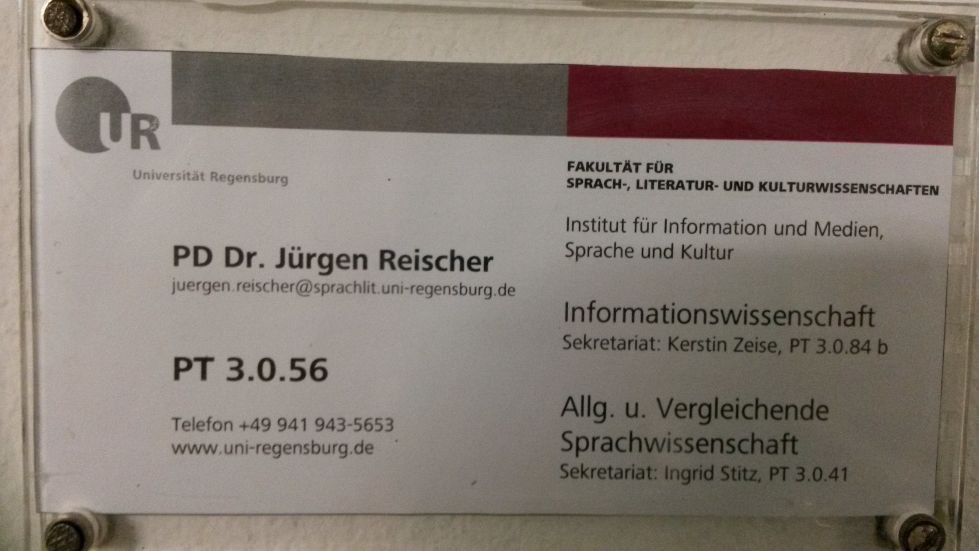 UR
Universität Regensburg
PD Dr. Jürgen Reischer
juergen.reischer@sprachlit.uni-regensburg.de
PT 3.0.56
Telefon +49 941 943-5653
www.uni-regensburg.de
FAKULTÄT FÜR
SPRACH-, LITERATUR- UND KULTURWISSENSCHAFTEN
Institut für Information und Medien,
Sprache und Kultur
Informationswissenschaft
Sekretariat: Kerstin Zeise, PT 3.0.84 b
Allg. u. Vergleichende
Sprachwissenschaft
Sekretariat: Ingrid Stitz, PT 3.0.41